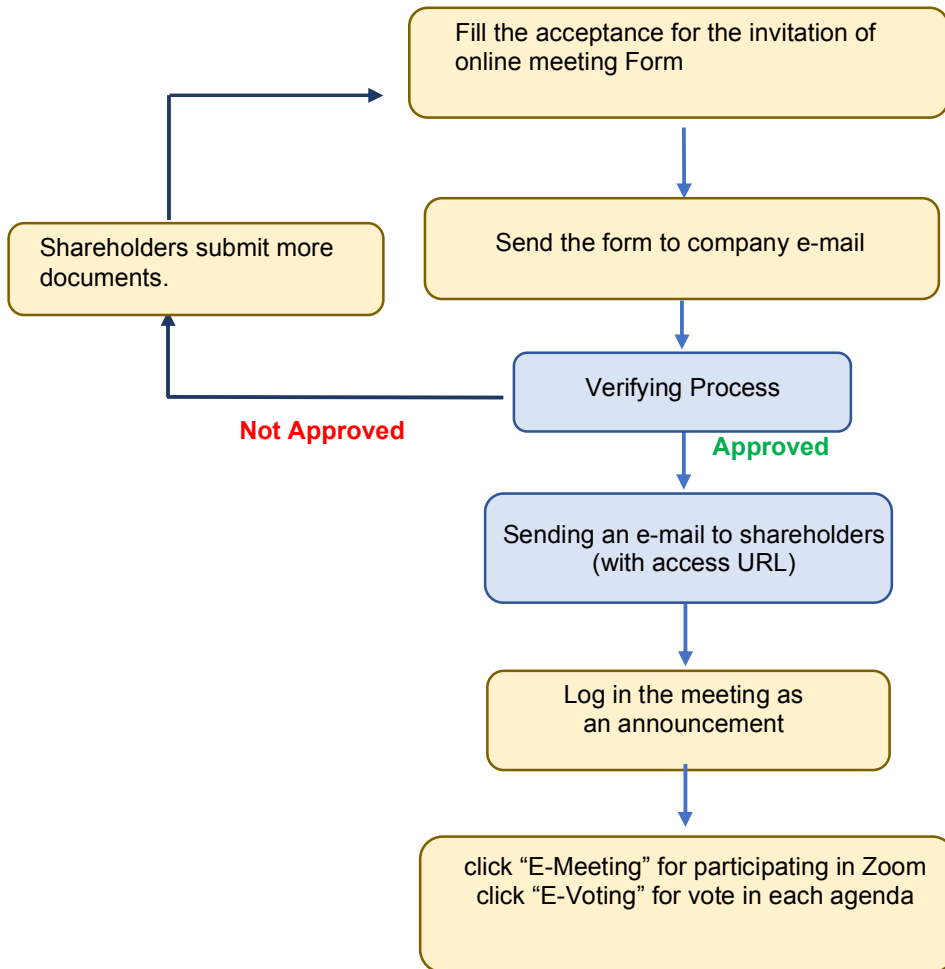 Fill the acceptance for the invitation of
online meeting Form
Send the form to company e-mail
Shareholders submit more
documents.
Verifying Process
Not Approved
Approved
Sending an e-mail to shareholders
(with access URL)
Log in the meeting as
an announcement
click “E-Meeting” for participating in Zoom
click “E-Voting” for vote in each agenda